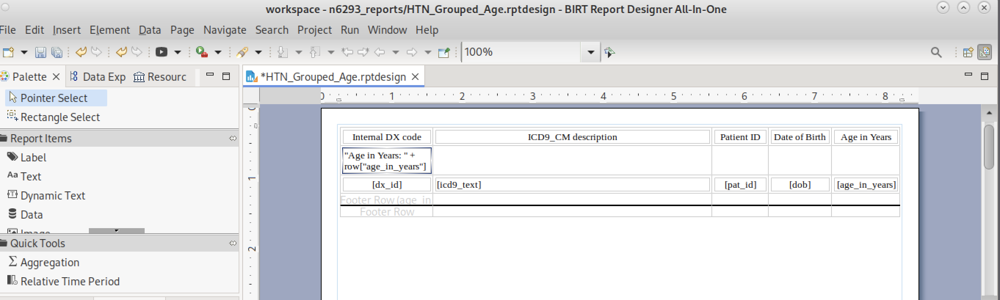 workspace - n6293_reports/HTN_Grouped_Age.rptdesign - BIRT Report Designer All-In-One
File Edit Insert Element Data Page Navigate Search Project Run Window Help
100%
Palette Data Exp Resourc
*HTN_Grouped_Age.rptdesign
Pointer Select
Rectangle Select
Report Items
Label
Aa Text
Dynamic Text
Data
Image
Quick Tools
Σ Aggregation
Relative Time Period
0 1 2 3 4 5 6 7 8
0
1
2
Internal DX code ICD9_CM description Patient ID Date of Birth Age in Years
"Age in Years: " +
row["age_in_years"]
[dx_id] [icd9_text] [pat_id] [dob] [age_in_years]
Footer Row (age_in
Footer Row